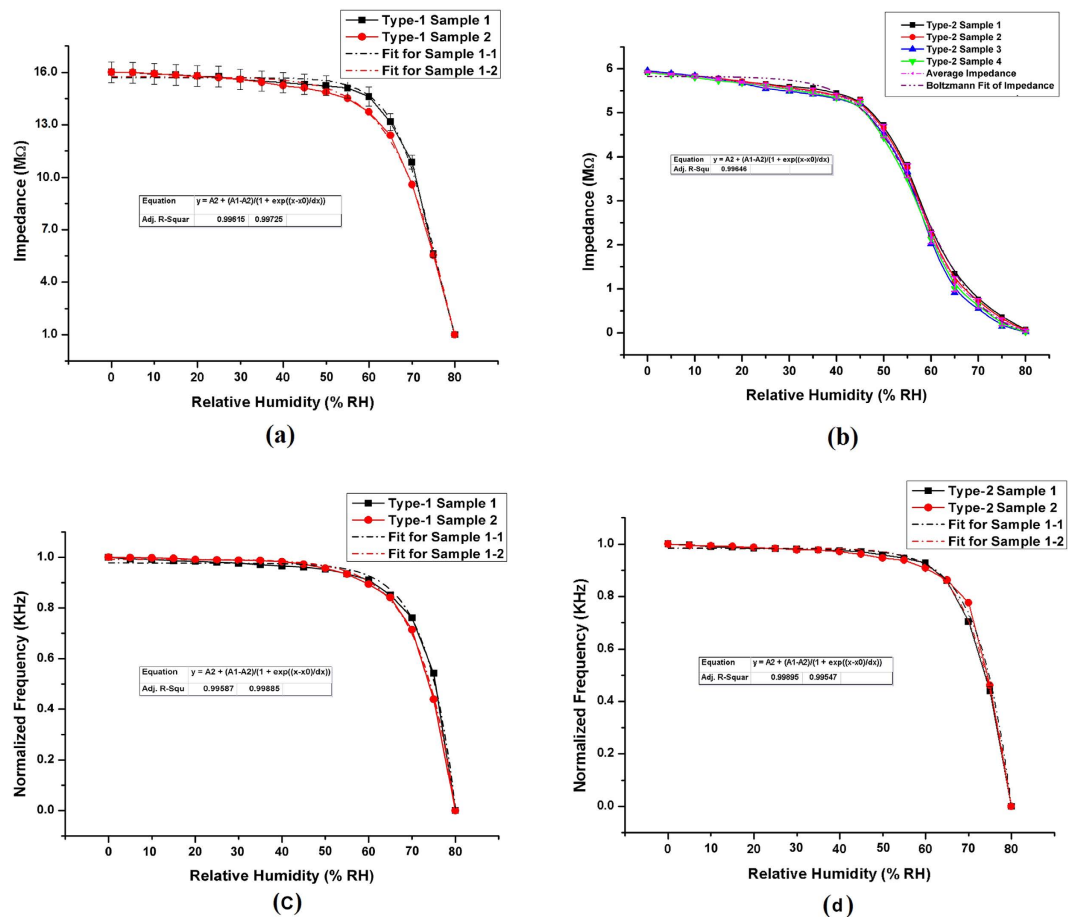 Type-1 Sample 1
Type-1 Sample 2
Fit for Sample 1-1
Fit for Sample 1-2
Impedance (MΩ)
16.0
13.0
10.0
7.0
4.0
1.0
Equation y = A2 + (A1-A2)/(1 + exp((x-x0)/dx))
Adj. R-Squar 0.99615 0.99725
0 10 20 30 40 50 60 70 80
Relative Humidity (% RH)
(a)
Type-2 Sample 1
Type-2 Sample 2
Type-2 Sample 3
Type-2 Sample 4
Average Impedance
Boltzmann Fit of Impedance
Impedance (MΩ)
6
5
4
3
2
1
0
Equation y = A2 + (A1-A2)/(1 + exp((x-x0)/dx)
Adj. R-Squ 0.99646
0 10 20 30 40 50 60 70 80
Relative Humidity (% RH)
(b)
Type-1 Sample 1
Type-1 Sample 2
Fit for Sample 1-1
Fit for Sample 1-2
Normalized Frequency (KHz)
1.0
0.8
0.6
0.4
0.2
0.0
Equation y = A2 + (A1-A2)/(1 + exp((x-x0)/dx))
Adj. R-Squ 0.99587 0.99885
0 10 20 30 40 50 60 70 80
Relative Humidity (% RH)
(c)
Type-2 Sample 1
Type-2 Sample 2
Fit for Sample 1-1
Fit for Sample 1-2
Normalized Frequency (KHz)
1.0
0.8
0.6
0.4
0.2
0.0
Equation y = A2 + (A1-A2)/(1 + exp((x-x0)/dx))
Adj. R-Squar 0.99895 0.99547
0 10 20 30 40 50 60 70 80
Relative Humidity (% RH)
(d)